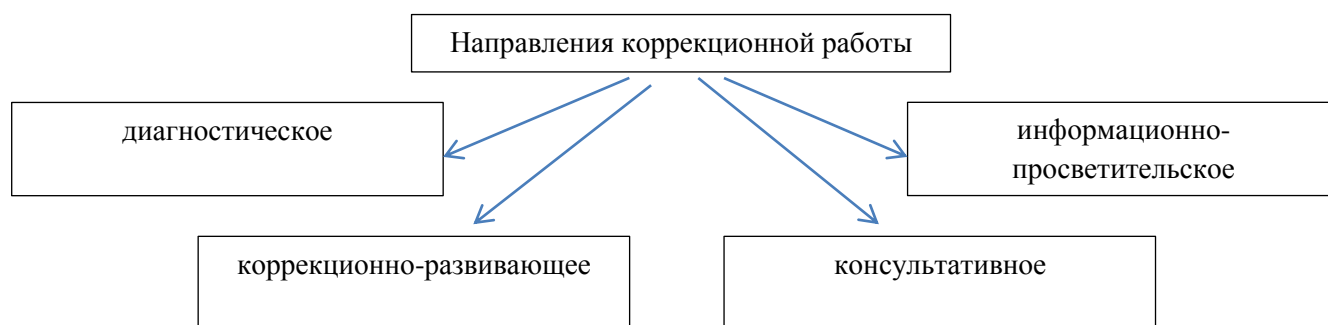 Направления коррекционной работы
диагностическое
информационно-
просветительское
коррекционно-развивающее
консультативное